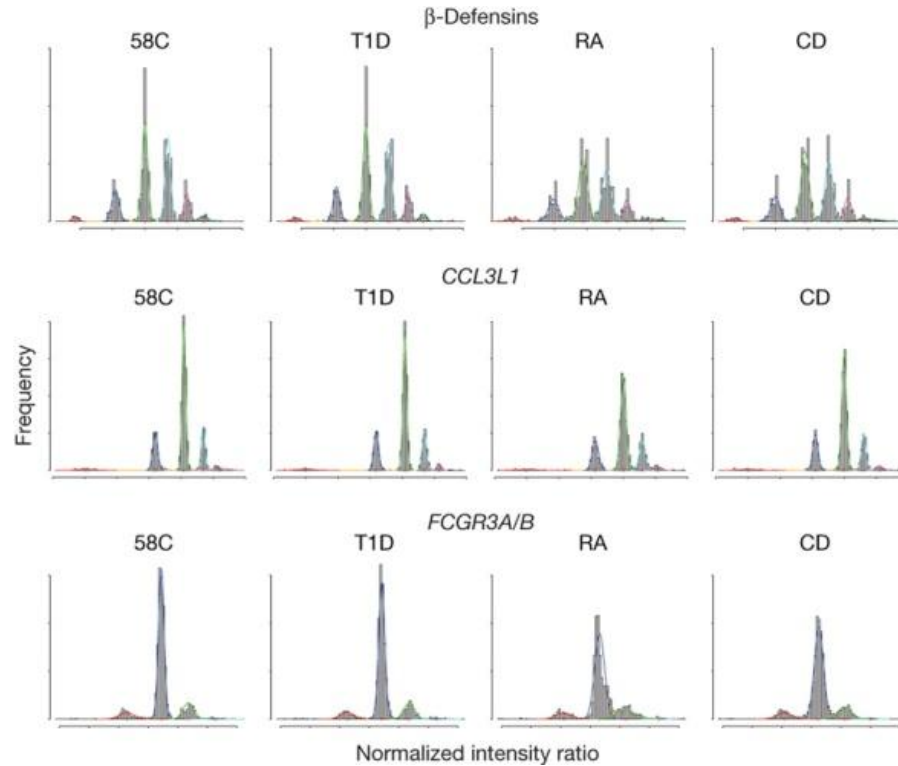 β-Defensins
58C T1D RA CD
CCL3L1
58C T1D RA CD
Frequency
FCGR3A/B
58C T1D RA CD
Normalized intensity ratio